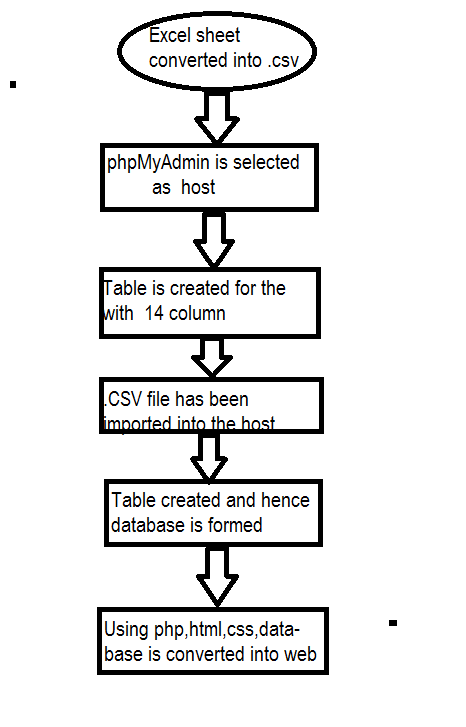 Excel sheet
converted into .csv
phpMyAdmin is selected
as host
Table is created for the
with 14 column
.CSV file has been
imported into the host
Table created and hence
database is formed
Using php,html,css,data-
base is converted into web